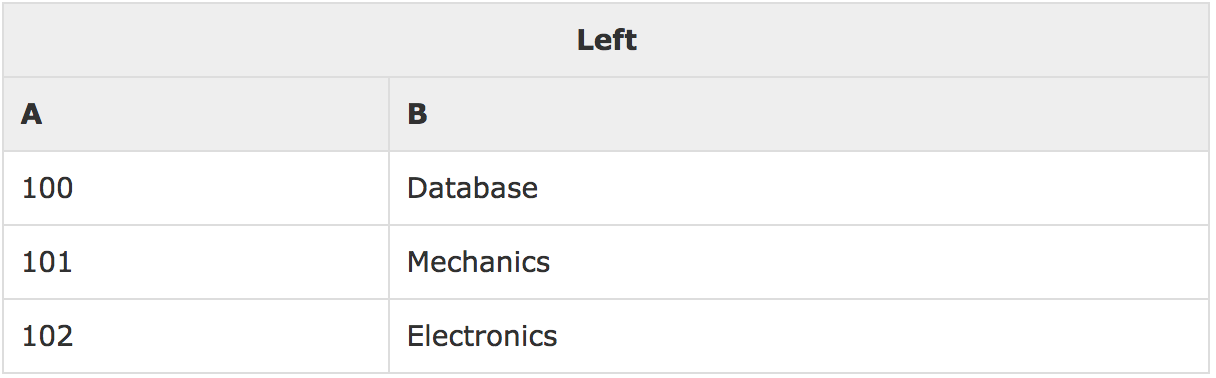 Left
A B
100 Database
101 Mechanics
102 Electronics